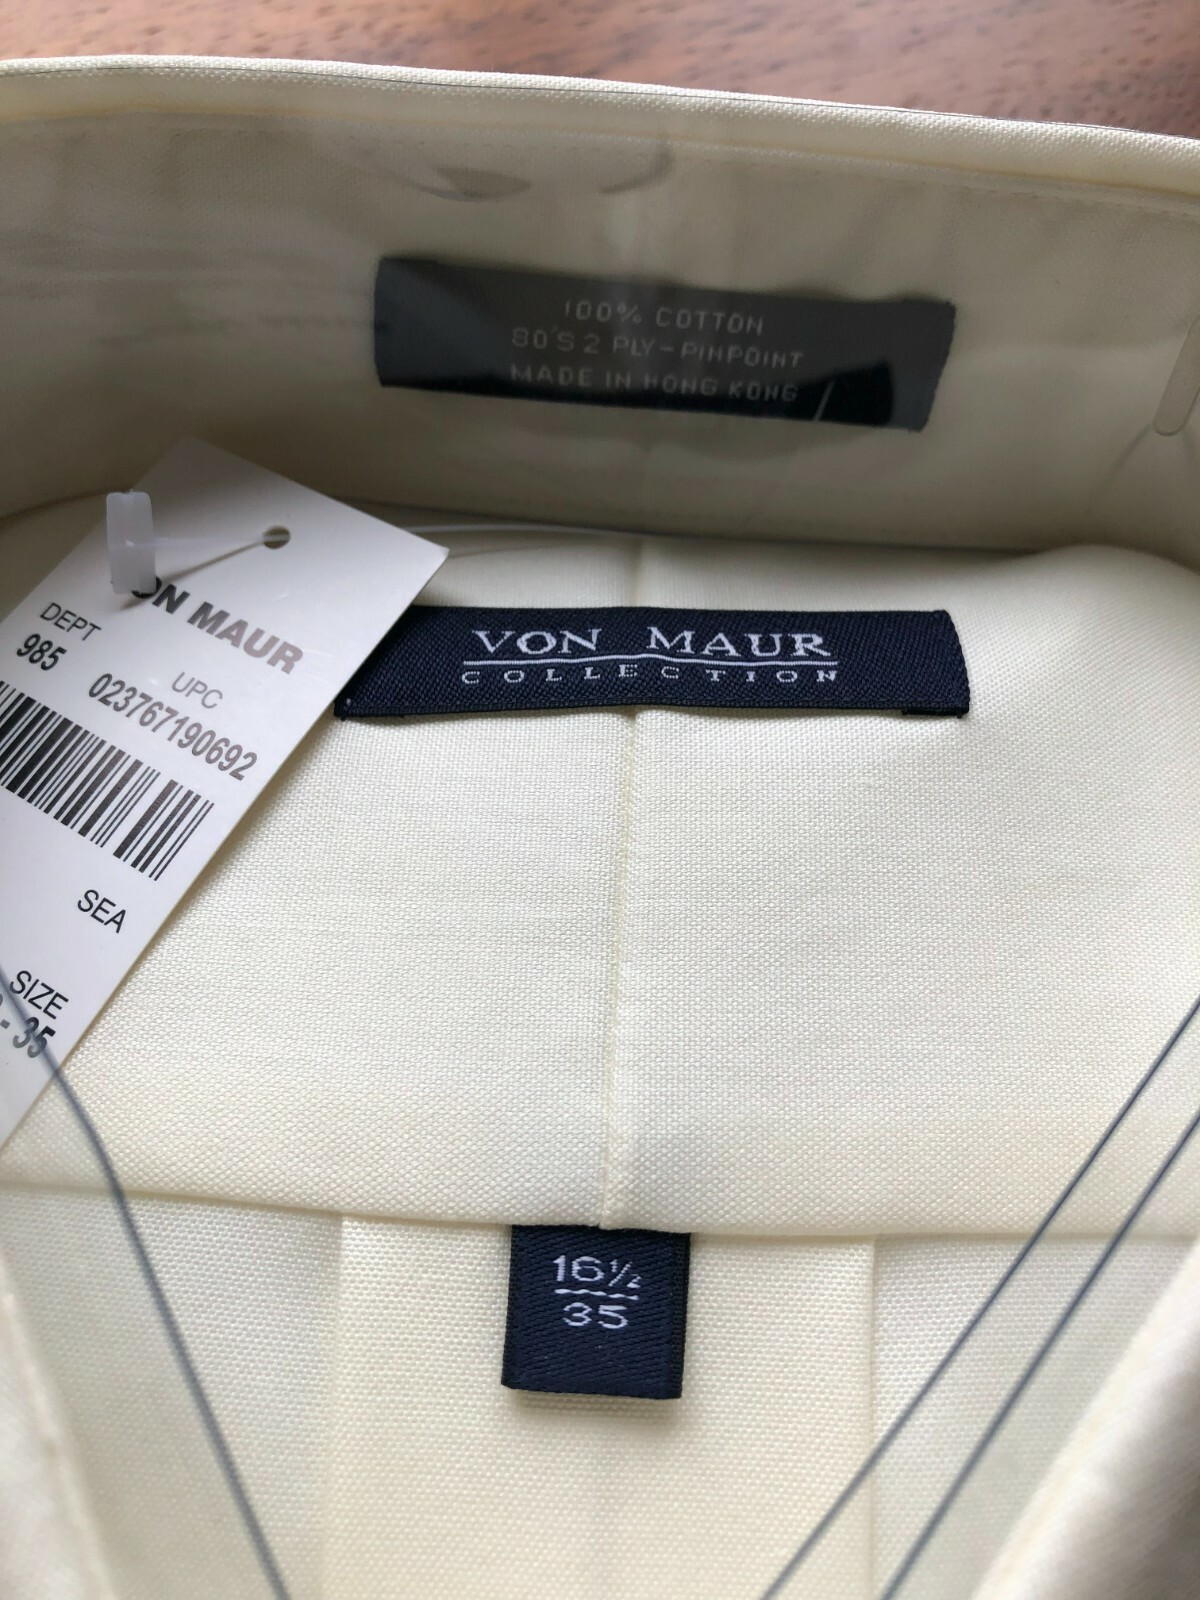 100% COTTON
80'S 2 PLY-PINPOINT
MADE IN HONG KONG
VON MAUR
COLLECTION
ON MAUR
DEPT
985
UPC
023767190692
SEA
SIZE
- 35
16½
35